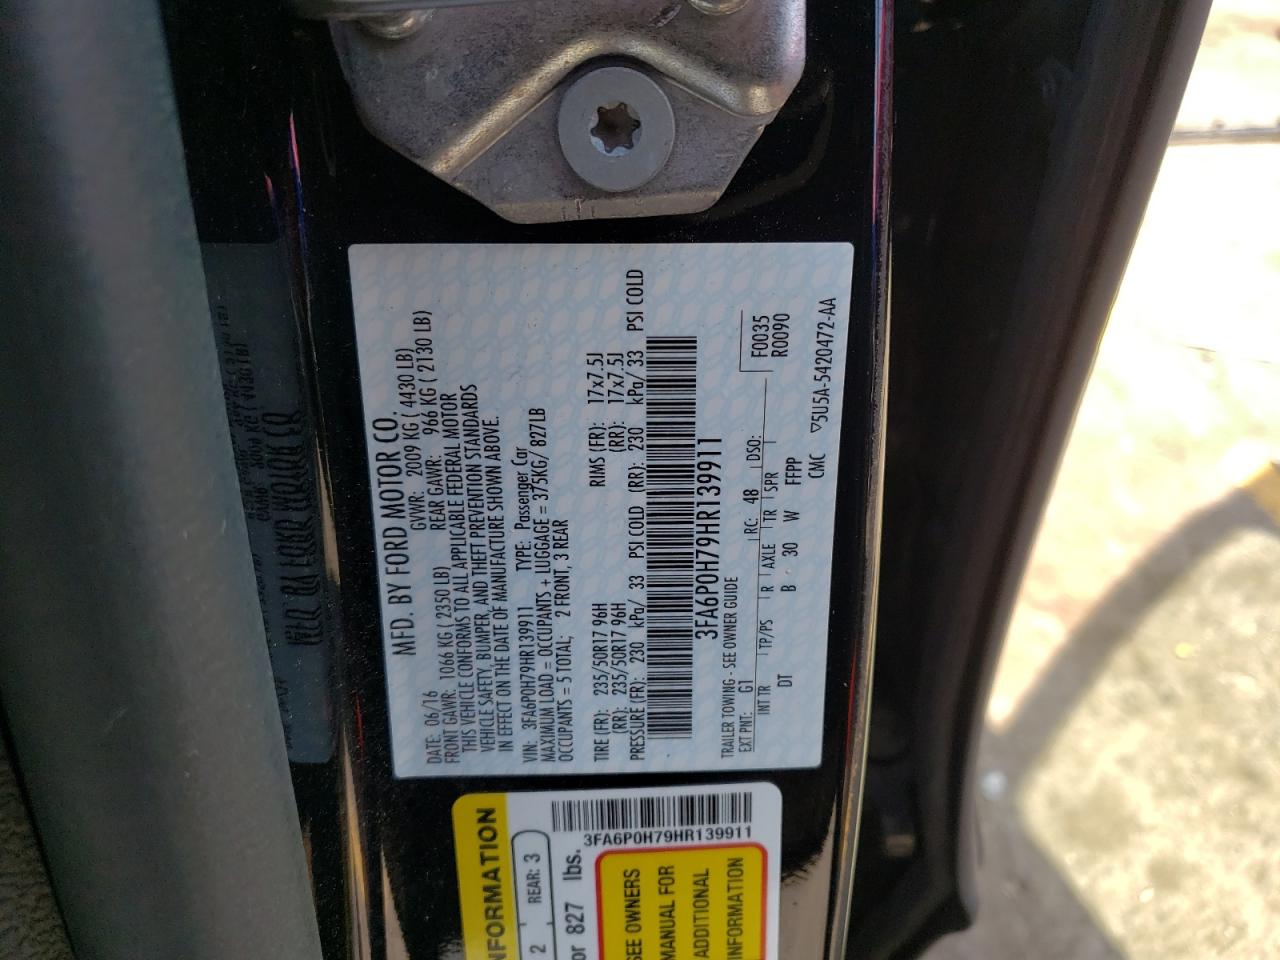 MFD. BY FORD MOTOR CO.
DATE: 06/16 GVWR: 2009 KG ( 4430 LB)
FRONT GAWR: 1066 KG ( 2350 LB) REAR GAWR: 966 KG ( 2130 LB)
THIS VEHICLE CONFORMS TO ALL APPLICABLE FEDERAL MOTOR
VEHICLE SAFETY, BUMPER, AND THEFT PREVENTION STANDARDS
IN EFFECT ON THE DATE OF MANUFACTURE SHOWN ABOVE.
VIN: 3FA6P0H79HR139911 TYPE: Passenger Car
MAXIMUM LOAD = OCCUPANTS + LUGGAGE = 375KG/ 827LB
OCCUPANTS = 5 TOTAL; 2 FRONT, 3 REAR
TIRE (FR): 235/50R17 96H RIMS (FR): 17x7.5J
(RR): 235/50R17 96H (RR): 17x7.5J
PRESSURE (FR): 230 kPa/ 33 PSI COLD (RR): 230 kPa/ 33 PSI COLD
3FA6P0H79HR139911
TRAILER TOWING - SEE OWNER GUIDE F0035
EXT PNT: G1 RC: 48 DSO: R0090
INT TR TP/PS R AXLE TR SPR
DT B 30 W FFPP
CMC ▽5U5A-5420472-AA
3FA6P0H79HR139911
NFORMATION
2 REAR: 3
or 827 lbs.
SEE OWNERS
MANUAL FOR
ADDITIONAL
INFORMATION